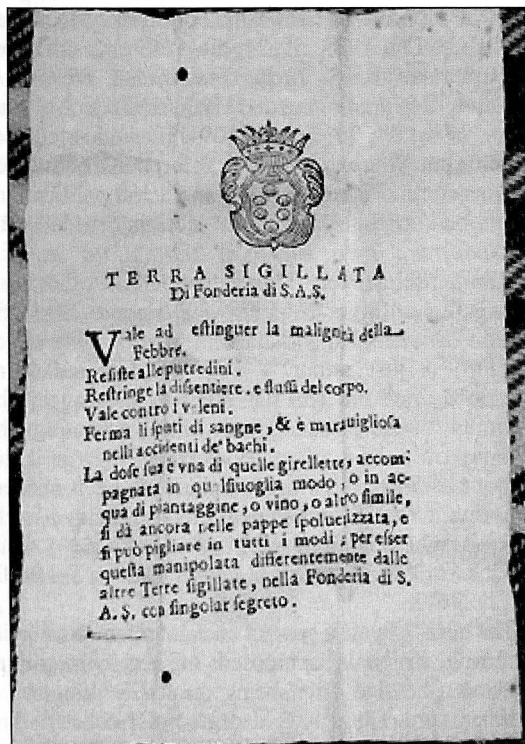 TERRA SIGILLATA
Di Fonderia di S.A.S.
Vale ad eſtinguer la malignità della
Febbre.
Reſiſte alle putredini.
Reſtringe la diſſentiere, e fluſſi del corpo.
Vale contro i veleni.
Ferma li ſputi di sangue, & è marauiglioſa
nelli accidenti de' bachi.
La doſe ſua è vna di quelle girellette, accom-
pagnata in qualſiuoglia modo, o in ac-
qua di piantaggine, o vino, o altro ſimile,
ſi dà ancora nelle pappe ſpoluerizzata, e
ſi può pigliare in tutti i modi; per eſſer
queſta manipolata differentemente dalle
altre Terre ſigillate, nella Fonderia di S.
A. S. con ſingolar ſegreto.